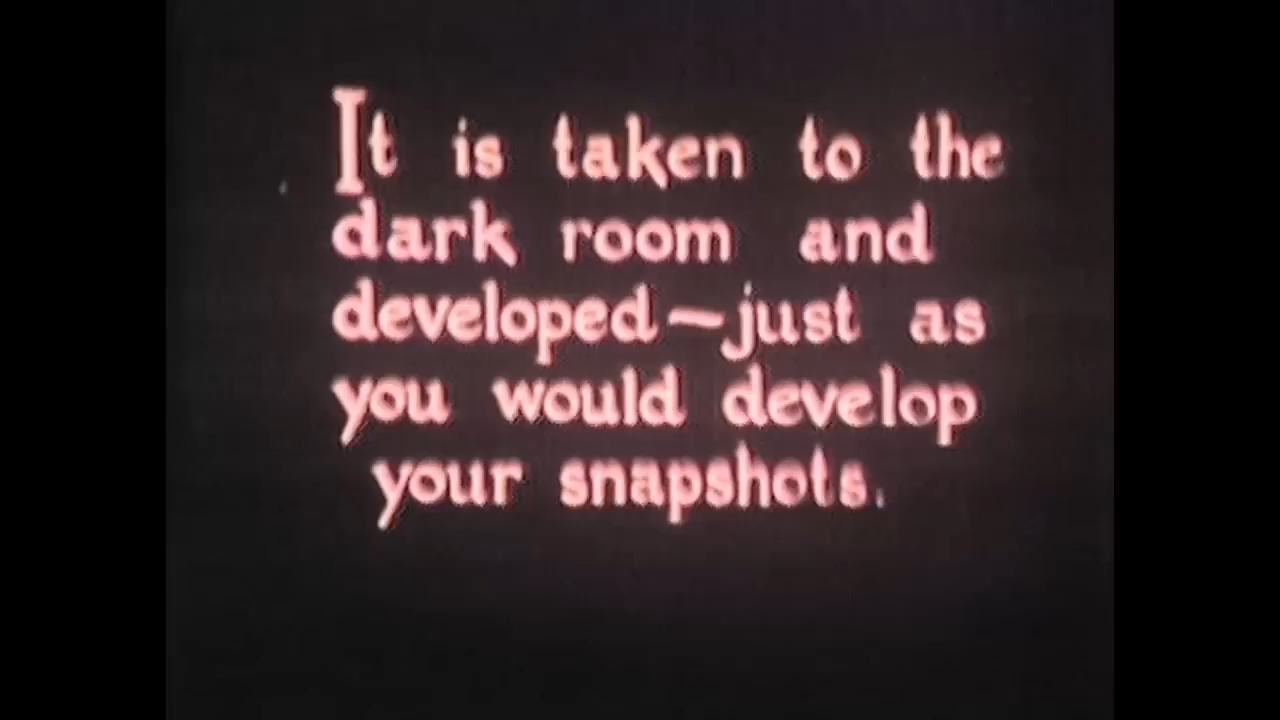 It is taken to the
dark room and
developed—just as
you would develop
your snapshots.